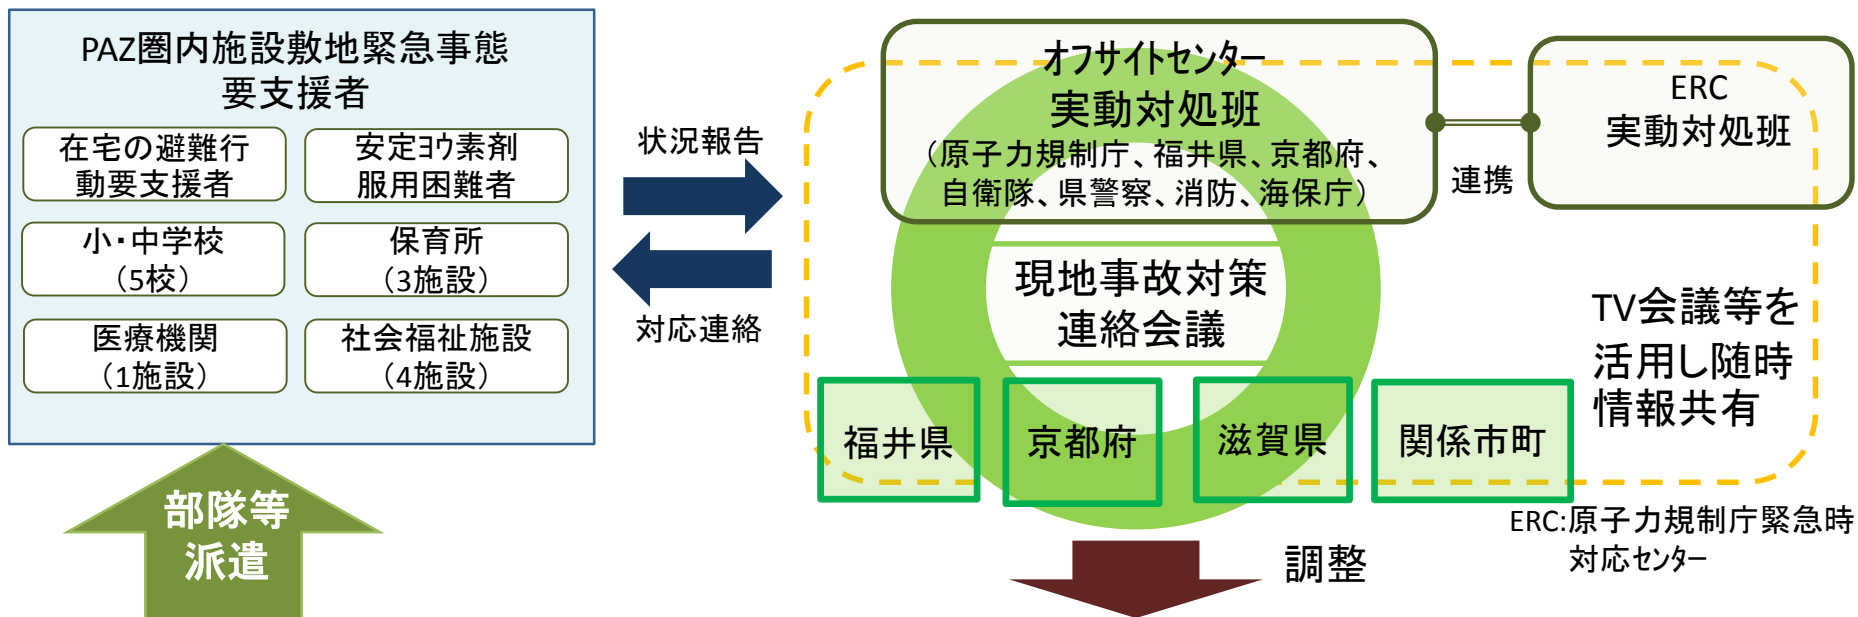 PAZ圏内施設敷地緊急事態
要支援者
在宅の避難行
動要支援者
安定ヨウ素剤
服用困難者
小・中学校
（5校）
保育所
（3施設）
医療機関
（1施設）
社会福祉施設
（4施設）
部隊等
派遣
状況報告
対応連絡
オフサイトセンター
実動対処班
（原子力規制庁、福井県、京都府、
自衛隊、県警察、消防、海保庁）
連携
ERC
実動対処班
現地事故対策
連絡会議
TV会議等を
活用し随時
情報共有
福井県
京都府
滋賀県
関係市町
ERC:原子力規制庁緊急時
対応センター
調整